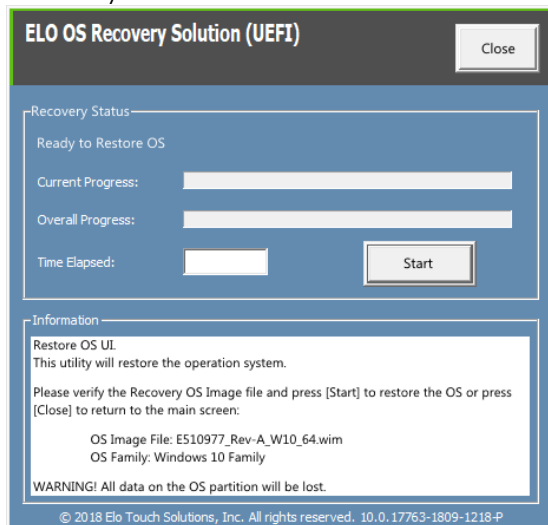 ELO OS Recovery Solution (UEFI)
Close
Recovery Status
Ready to Restore OS
Current Progress:
Overall Progress:
Time Elapsed:
Start
Information
Restore OS UI.
This utility will restore the operation system.
Please verify the Recovery OS Image file and press [Start] to restore the OS or press
[Close] to return to the main screen:
OS Image File: E510977_Rev-A_W10_64.wim
OS Family: Windows 10 Family
WARNING! All data on the OS partition will be lost.
© 2018 Elo Touch Solutions, Inc. All rights reserved. 10.0.17763-1809-1218-P